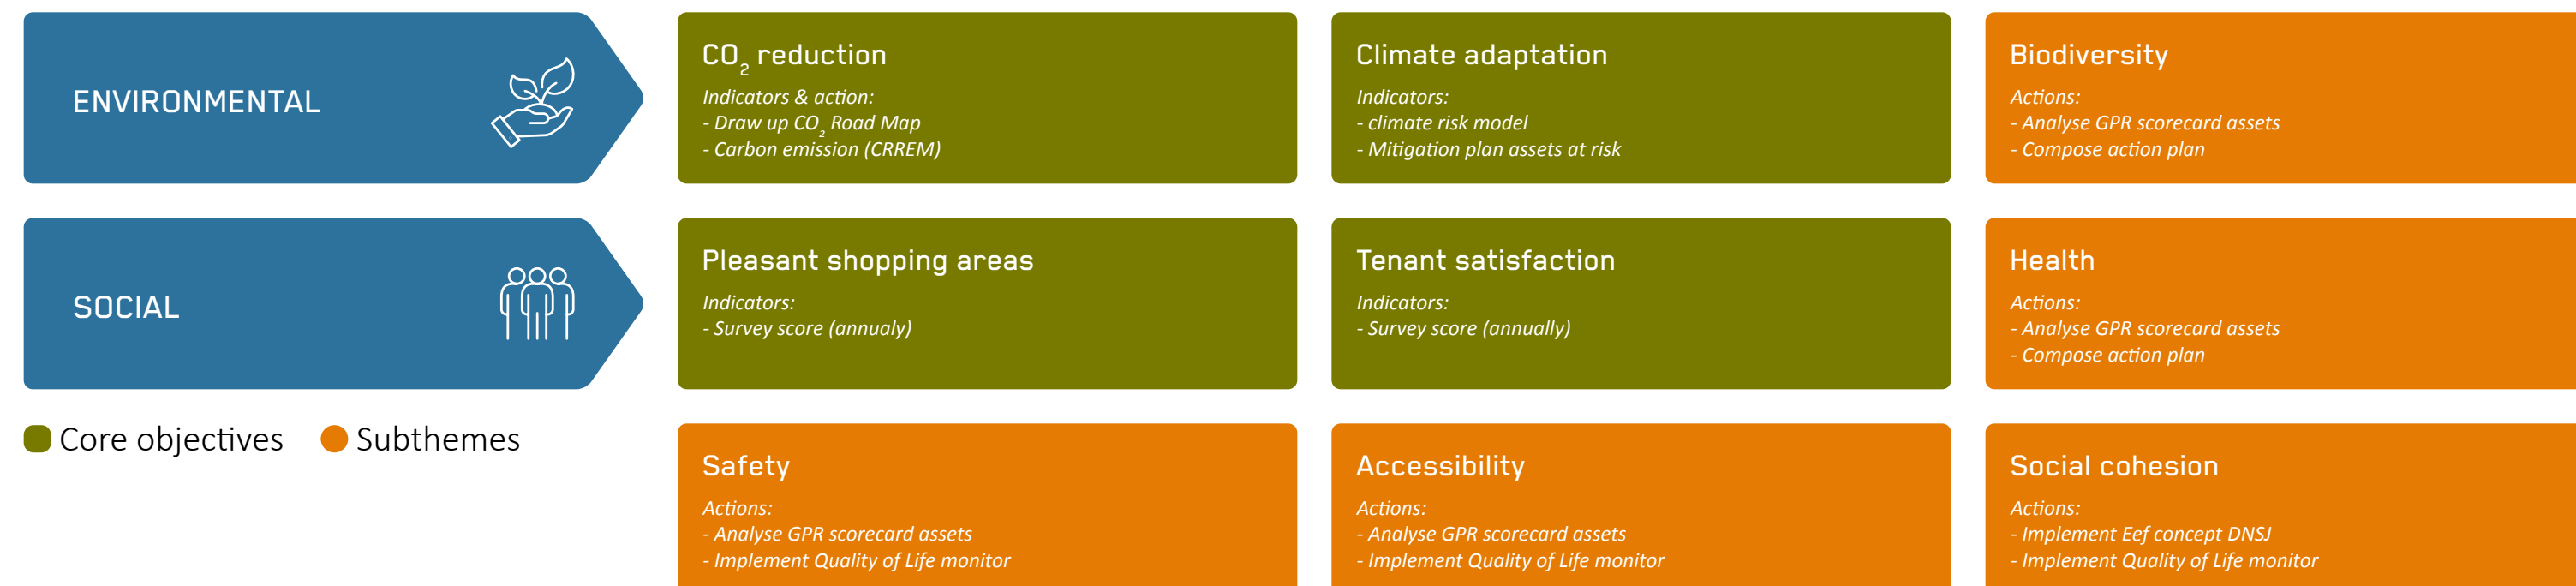 ENVIRONMENTAL
CO₂ reduction
Indicators & action:
- Draw up CO₂ Road Map
- Carbon emission (CRREM)
Climate adaptation
Indicators:
- climate risk model
- Mitigation plan assets at risk
Biodiversity
Actions:
- Analyse GPR scorecard assets
- Compose action plan
SOCIAL
Pleasant shopping areas
Indicators:
- Survey score (annualy)
Tenant satisfaction
Indicators:
- Survey score (annually)
Health
Actions:
- Analyse GPR scorecard assets
- Compose action plan
Core objectives
Subthemes
Safety
Actions:
- Analyse GPR scorecard assets
- Implement Quality of Life monitor
Accessibility
Actions:
- Analyse GPR scorecard assets
- Implement Quality of Life monitor
Social cohesion
Actions:
- Implement Eef concept DNSJ
- Implement Quality of Life monitor